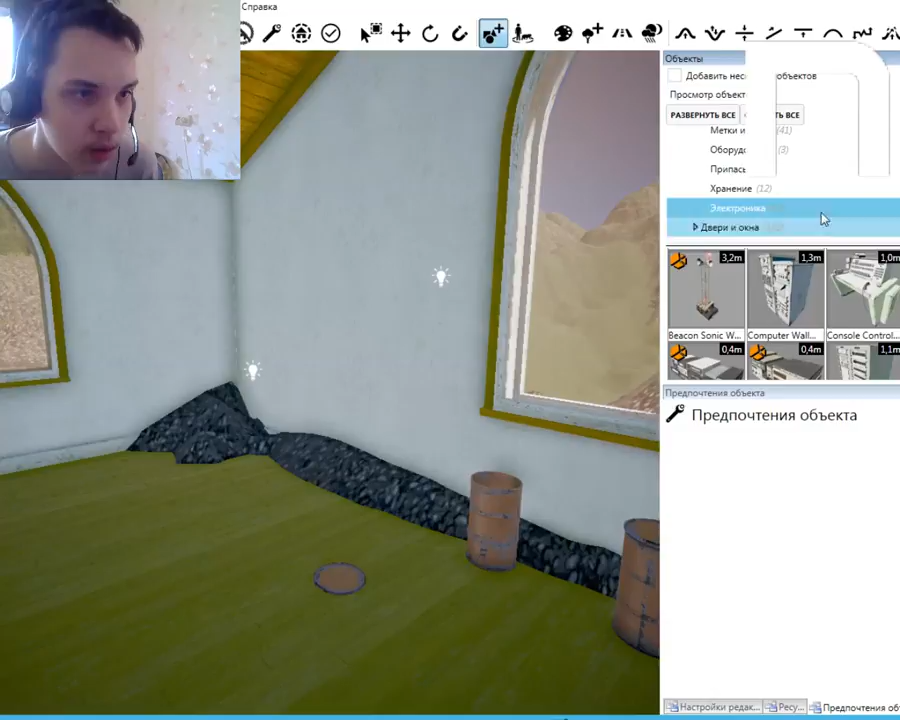 Справка
Объекты
Добавить нес объектов
Просмотр объект
РАЗВЕРНУТЬ ВСЕ ТЬ ВСЕ
Метки и (41)
Оборудо (3)
Припась
Хранение (12)
Электроника
Двери и окна
3,2m 1,3m 1,0m
Beacon Sonic W... Computer Wall... Console Control...
0,4m 0,4m 1,1m
Предпочтения объекта
Предпочтения объекта
Настройки редак... Ресу... Предпочтения об